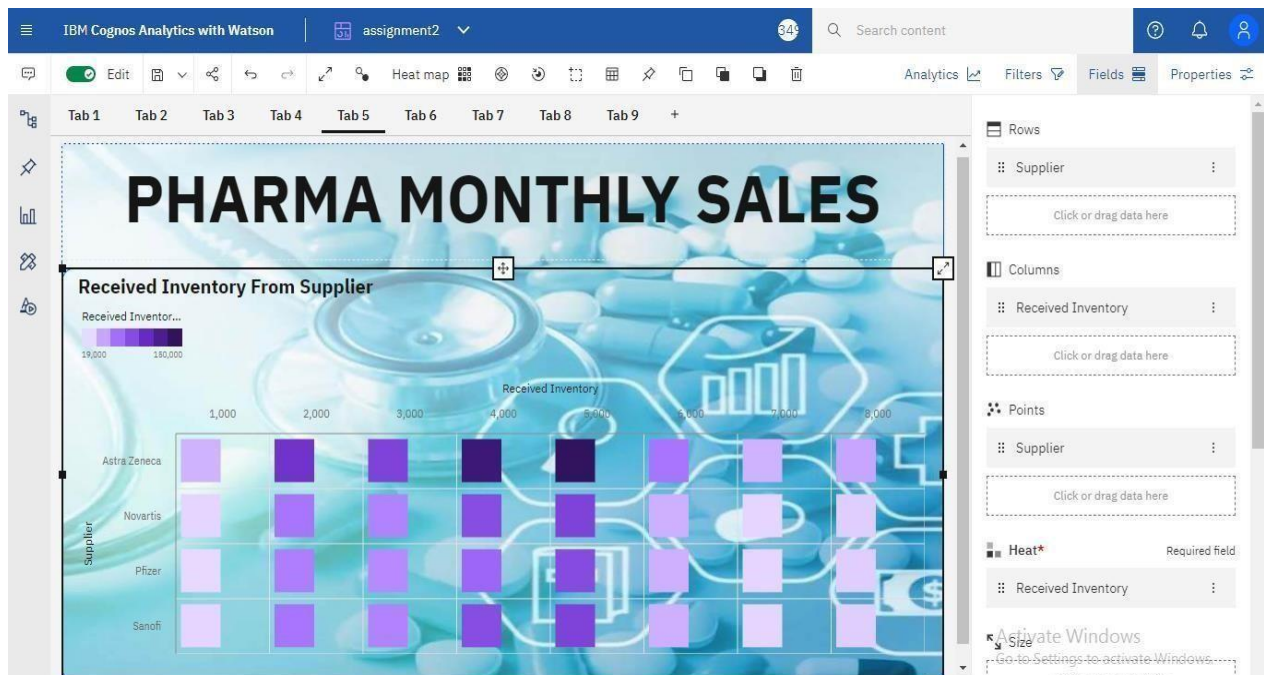 IBM Cognos Analytics with Watson
assignment2
Search content
Edit
Heat map
Analytics
Filters
Fields
Properties
Tab 1 Tab 2 Tab 3 Tab 4 Tab 5 Tab 6 Tab 7 Tab 8 Tab 9 +
PHARMA MONTHLY SALES
Received Inventory From Supplier
Received Inventor...
19,000 150,000
Received Inventory
1,000 2,000 3,000 4,000 5,000 6,000 7,000 8,000
Supplier
Astra Zeneca
Novartis
Pfizer
Sanofi
Rows
Supplier
Click or drag data here
Columns
Received Inventory
Click or drag data here
Points
Supplier
Click or drag data here
Heat* Required field
Received Inventory
Size
Activate Windows
Go to Settings to activate Windows.